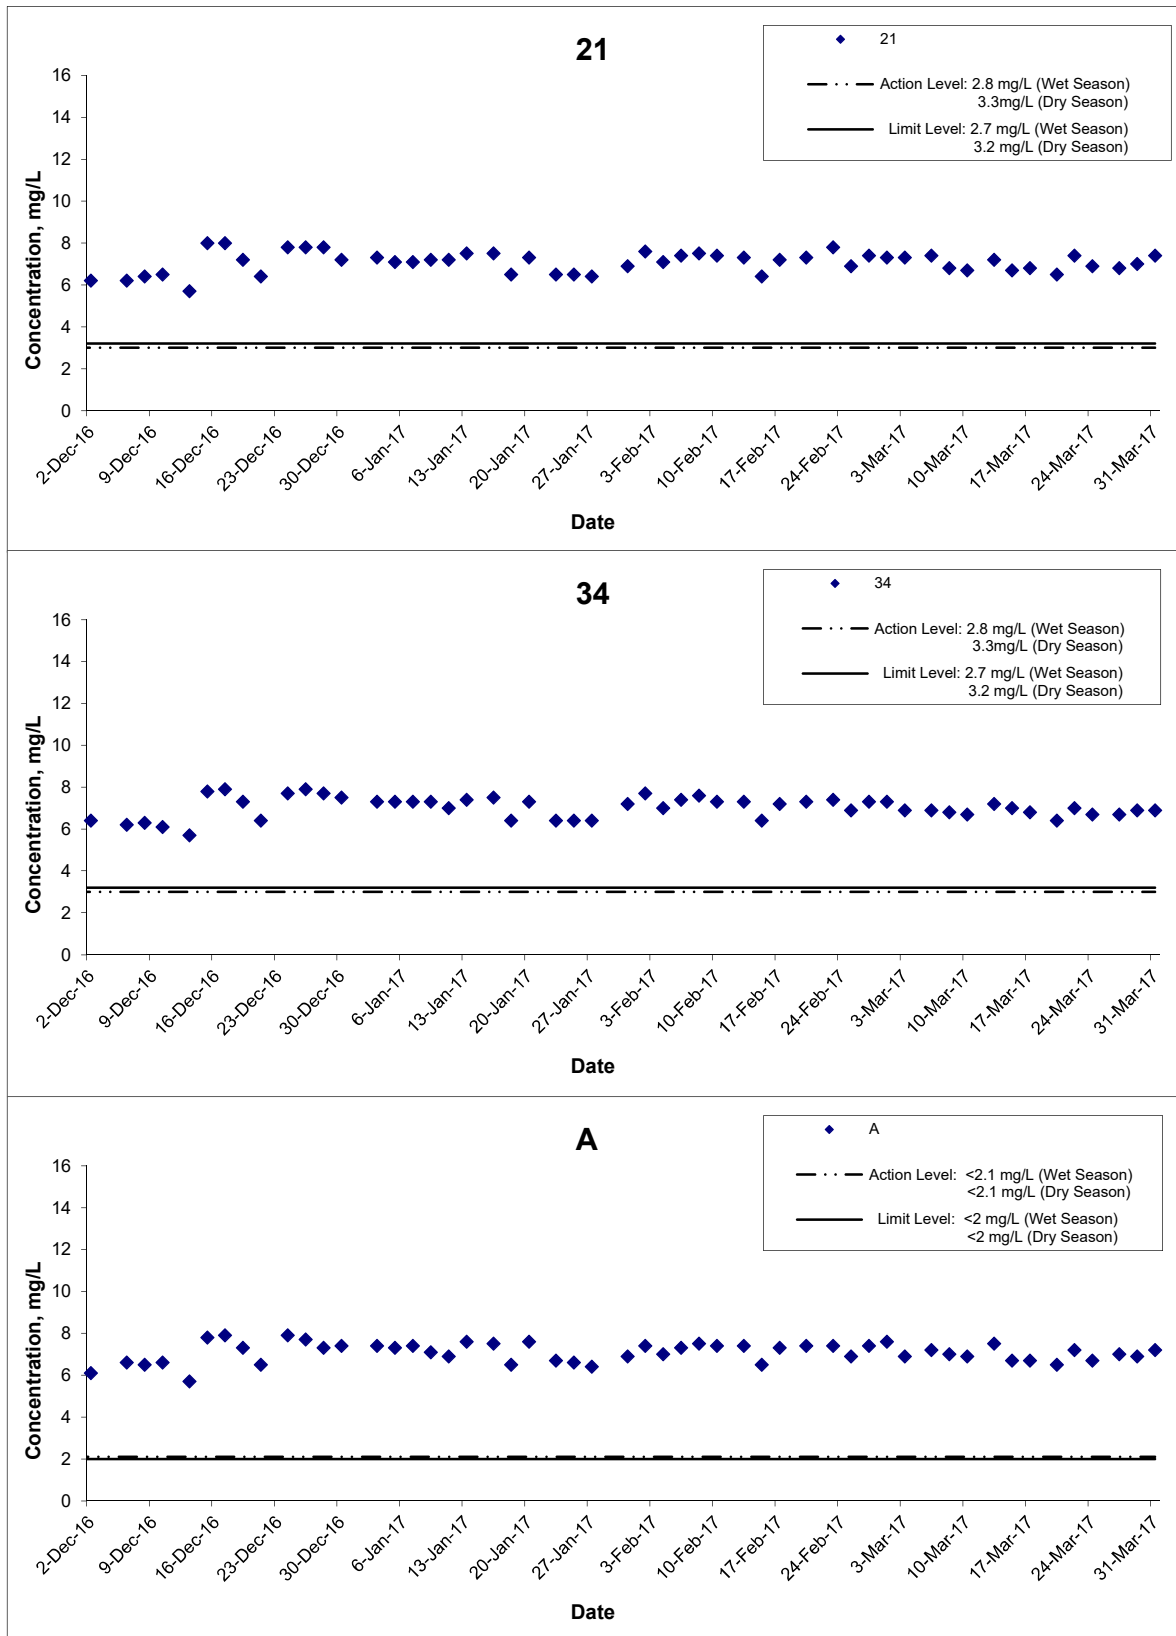 21
21
Action Level: 2.8 mg/L (Wet Season)
3.3mg/L (Dry Season)
Limit Level: 2.7 mg/L (Wet Season)
3.2 mg/L (Dry Season)
Concentration, mg/L
16
14
12
10
8
6
4
2
0
2-Dec-16
9-Dec-16
16-Dec-16
23-Dec-16
30-Dec-16
6-Jan-17
13-Jan-17
20-Jan-17
27-Jan-17
3-Feb-17
10-Feb-17
17-Feb-17
24-Feb-17
3-Mar-17
10-Mar-17
17-Mar-17
24-Mar-17
31-Mar-17
Date
34
34
Action Level: 2.8 mg/L (Wet Season)
3.3mg/L (Dry Season)
Limit Level: 2.7 mg/L (Wet Season)
3.2 mg/L (Dry Season)
Concentration, mg/L
16
14
12
10
8
6
4
2
0
2-Dec-16
9-Dec-16
16-Dec-16
23-Dec-16
30-Dec-16
6-Jan-17
13-Jan-17
20-Jan-17
27-Jan-17
3-Feb-17
10-Feb-17
17-Feb-17
24-Feb-17
3-Mar-17
10-Mar-17
17-Mar-17
24-Mar-17
31-Mar-17
Date
A
A
Action Level: <2.1 mg/L (Wet Season)
<2.1 mg/L (Dry Season)
Limit Level: <2 mg/L (Wet Season)
<2 mg/L (Dry Season)
Concentration, mg/L
16
14
12
10
8
6
4
2
0
2-Dec-16
9-Dec-16
16-Dec-16
23-Dec-16
30-Dec-16
6-Jan-17
13-Jan-17
20-Jan-17
27-Jan-17
3-Feb-17
10-Feb-17
17-Feb-17
24-Feb-17
3-Mar-17
10-Mar-17
17-Mar-17
24-Mar-17
31-Mar-17
Date